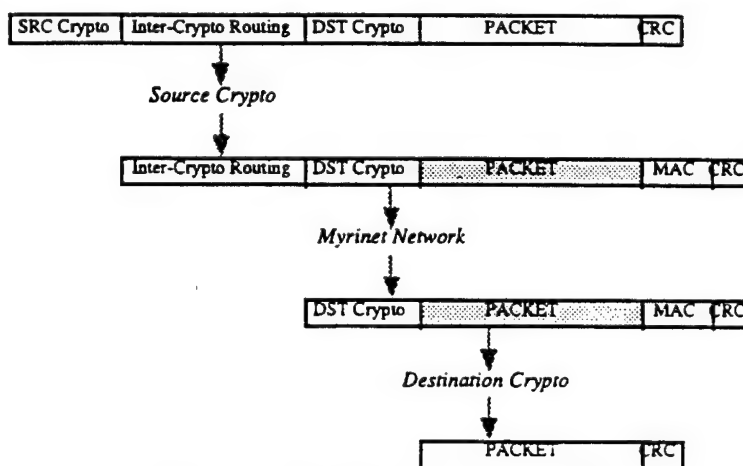 SRC Crypto Inter-Crypto Routing DST Crypto PACKET CRC
Source Crypto
Inter-Crypto Routing DST Crypto PACKET MAC CRC
Myrinet Network
DST Crypto PACKET MAC CRC
Destination Crypto
PACKET CRC